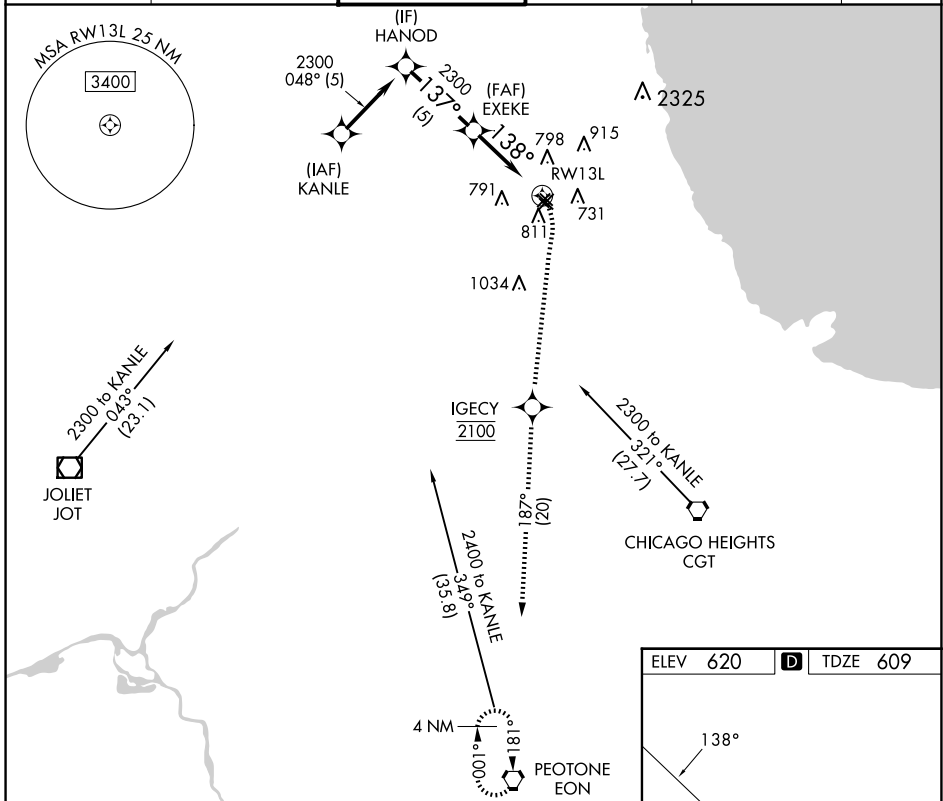 MSA RW13L 25 NM
3400
(IF)
HANOD
2300
048° (5)
2300
137°
(5)
(FAF)
EXEKE
138°
(IAF)
KANLE
2325
798
915
RW13L
791
731
811
1034
2300 to KANLE
043°
(23.1)
JOLIET
JOT
IGECY
2100
187°
(20)
2300 to KANLE
321°
(27.7)
CHICAGO HEIGHTS
CGT
2400 to KANLE
349°
(35.8)
4 NM
181°
001°
PEOTONE
EON
ELEV 620 D TDZE 609
138°